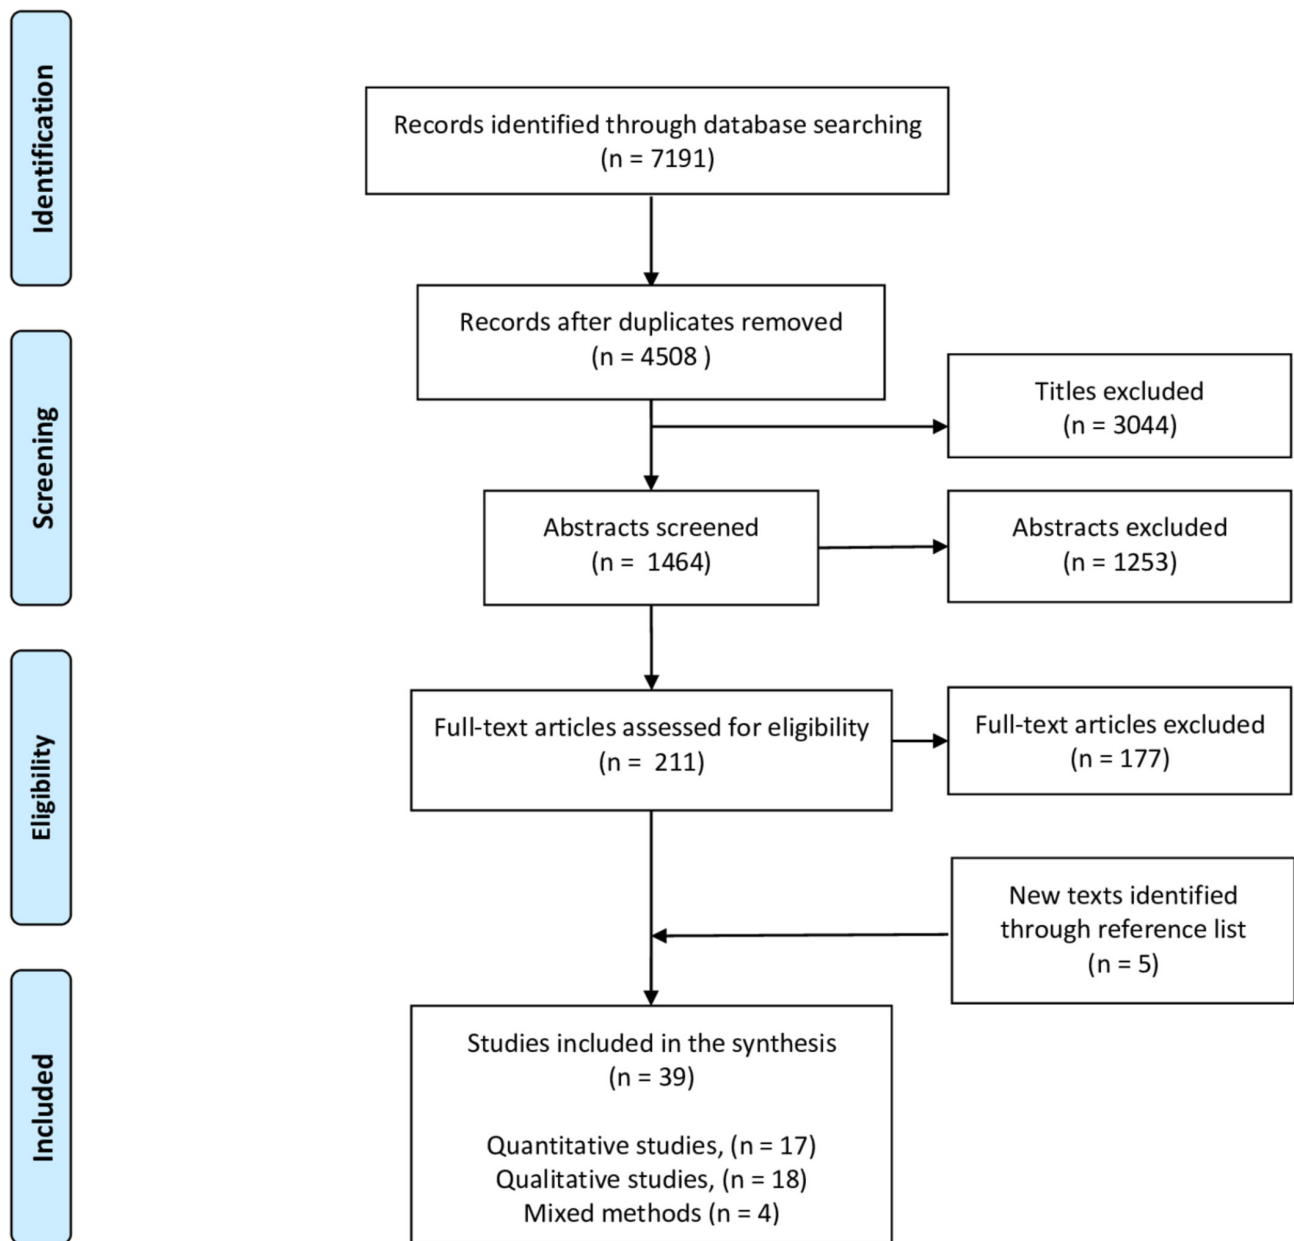 Identification
Records identified through database searching
(n = 7191)
Records after duplicates removed
(n = 4508 )
Screening
Titles excluded
(n = 3044)
Abstracts screened
(n =  1464)
Abstracts excluded
(n = 1253)
Eligibility
Full-text articles assessed for eligibility
(n =  211)
Full-text articles excluded
(n = 177)
New texts identified
through reference list
(n = 5)
Included
Studies included in the synthesis
(n = 39)
Quantitative studies, (n = 17)
Qualitative studies, (n = 18)
Mixed methods (n = 4)